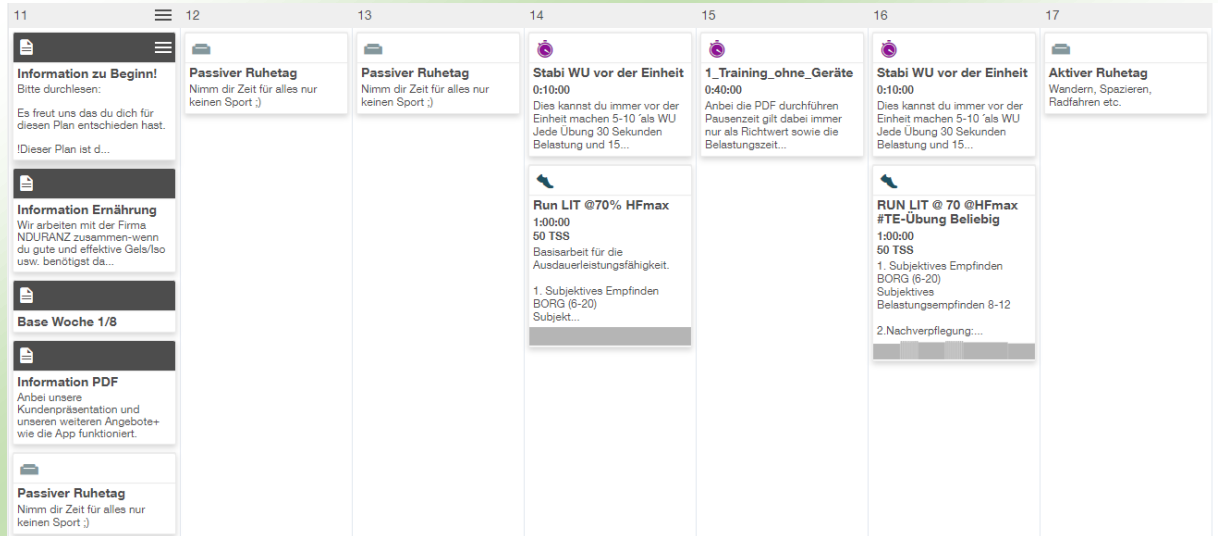 11
12
13
14
15
16
17
Information zu Beginn!
Bitte durchlesen:
Es freut uns das du dich für
diesen Plan entschieden hast.
!Dieser Plan ist d...
Information Ernährung
Wir arbeiten mit der Firma
NDURANZ zusammen-wenn
du gute und effektive Gels/Iso
usw. benötigst da...
Base Woche 1/8
Information PDF
Anbei unsere
Kundenpräsentation und
unseren weiteren Angebote+
wie die App funktioniert.
Passiver Ruhetag
Nimm dir Zeit für alles nur
keinen Sport ;)
Passiver Ruhetag
Nimm dir Zeit für alles nur
keinen Sport ;)
Passiver Ruhetag
Nimm dir Zeit für alles nur
keinen Sport ;)
Stabi WU vor der Einheit
0:10:00
Dies kannst du immer vor der
Einheit machen 5-10 ´als WU
Jede Übung 30 Sekunden
Belastung und 15...
Run LIT @70% HFmax
1:00:00
50 TSS
Basisarbeit für die
Ausdauerleistungsfähigkeit.
1. Subjektives Empfinden
BORG (6-20)
Subjekt...
1_Training_ohne_Geräte
0:40:00
Anbei die PDF durchführen
Pausenzeit gilt dabei immer
nur als Richtwert sowie die
Belastungszeit...
Stabi WU vor der Einheit
0:10:00
Dies kannst du immer vor der
Einheit machen 5-10 ´als WU
Jede Übung 30 Sekunden
Belastung und 15...
RUN LIT @ 70 @HFmax
#TE-Übung Beliebig
1:00:00
50 TSS
1. Subjektives Empfinden
BORG (6-20)
Subjektives
Belastungsempfinden 8-12
2.Nachverpflegung:...
Aktiver Ruhetag
Wandern, Spazieren,
Radfahren etc.